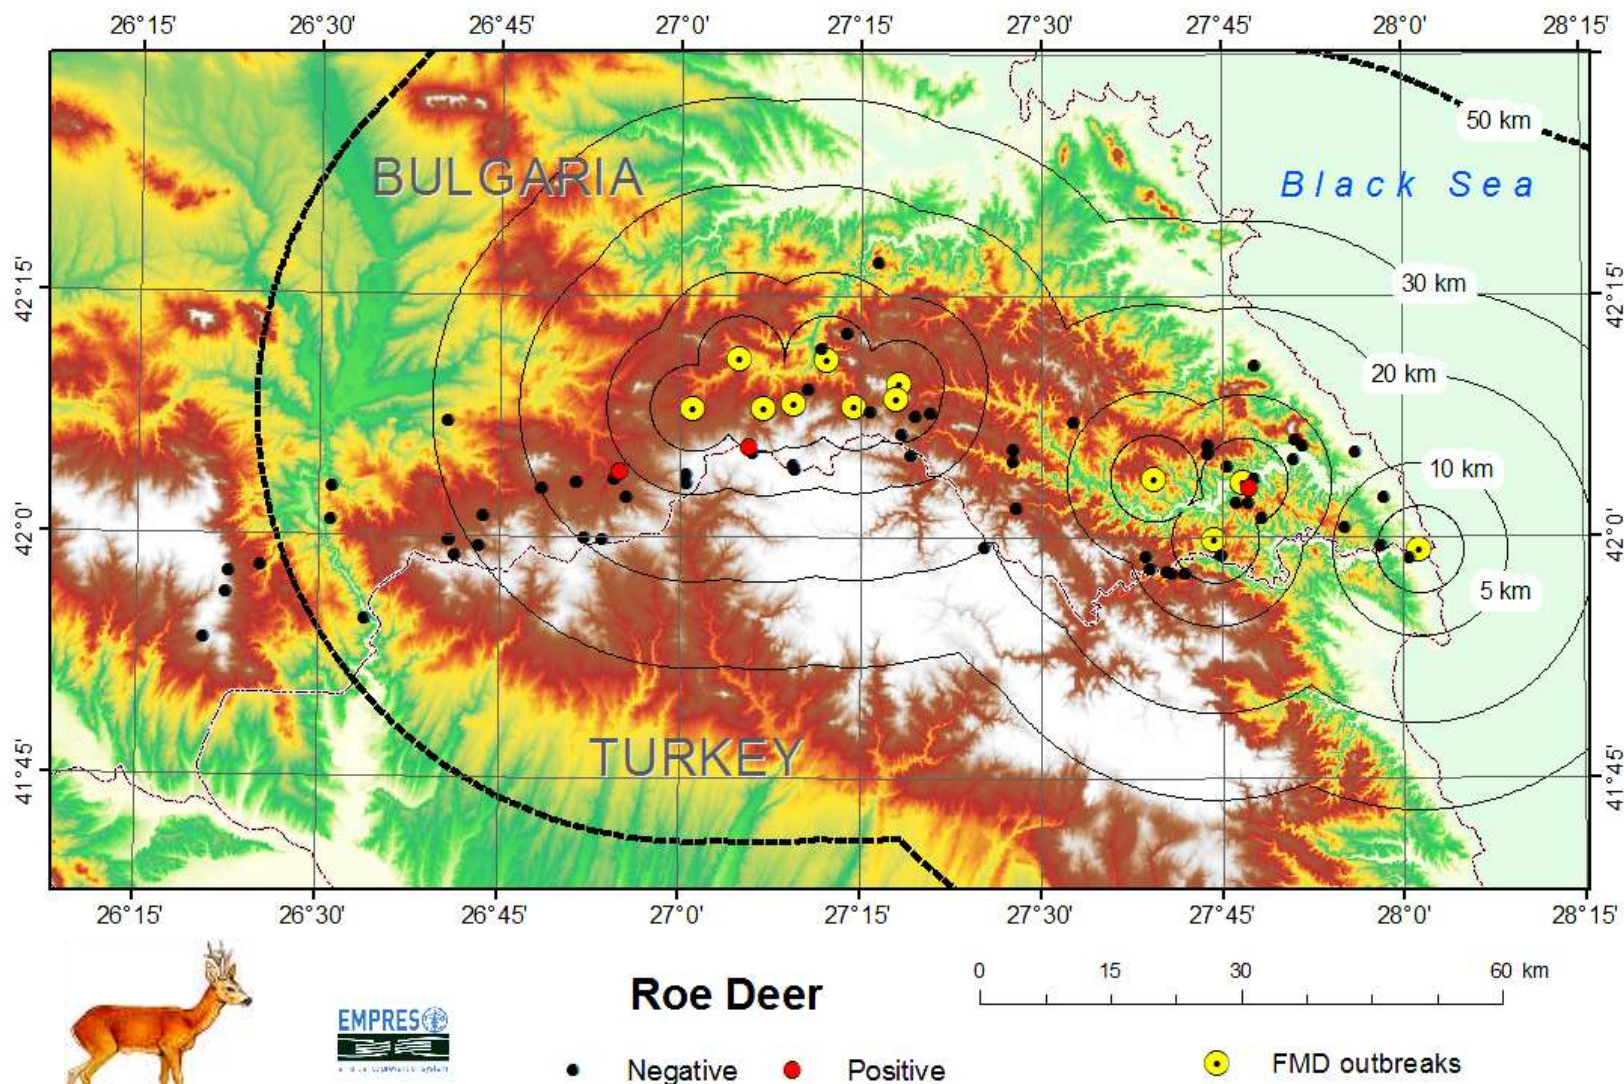 26°15' 26°30' 26°45' 27°0' 27°15' 27°30' 27°45' 28°0' 28°15'
BULGARIA
50 km
Black Sea
42°15' 42°15'
30 km
20 km
10 km
42°0' 42°0'
5 km
TURKEY
41°45' 41°45'
26°15' 26°30' 26°45' 27°0' 27°15' 27°30' 27°45' 28°0' 28°15'
0 15 30 60 km
Roe Deer
EMPRES
Negative Positive FMD outbreaks